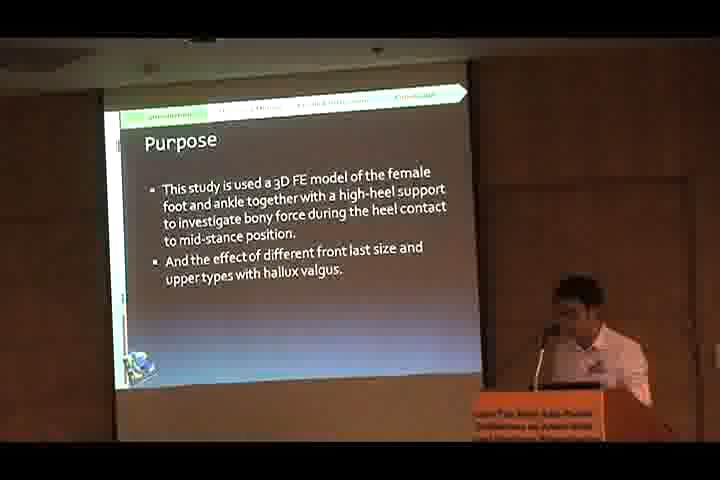 Introduction
Conclusion
Purpose
This study is used a 3D FE model of the female
foot and ankle together with a high-heel support
to investigate bony force during the heel contact
to mid-stance position.
And the effect of different front last size and
upper types with hallux valgus.